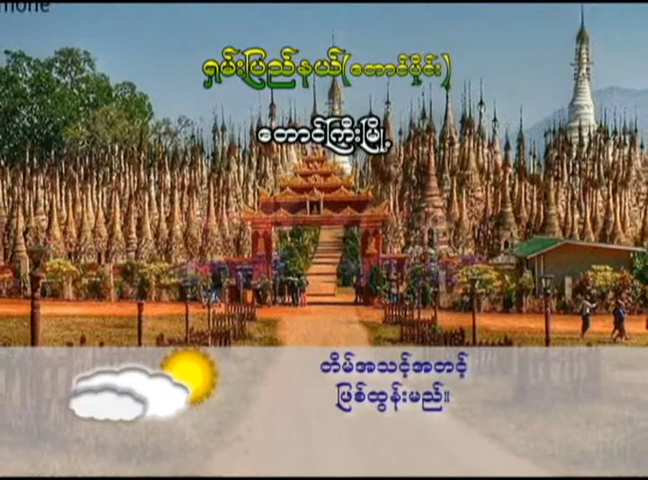 ရှမ်းပြည်နယ်(တောင်ပိုင်း)
တောင်ကြီးမြို့
တိမ်အသင့်အတင့်
ဖြစ်ထွန်းမည်။